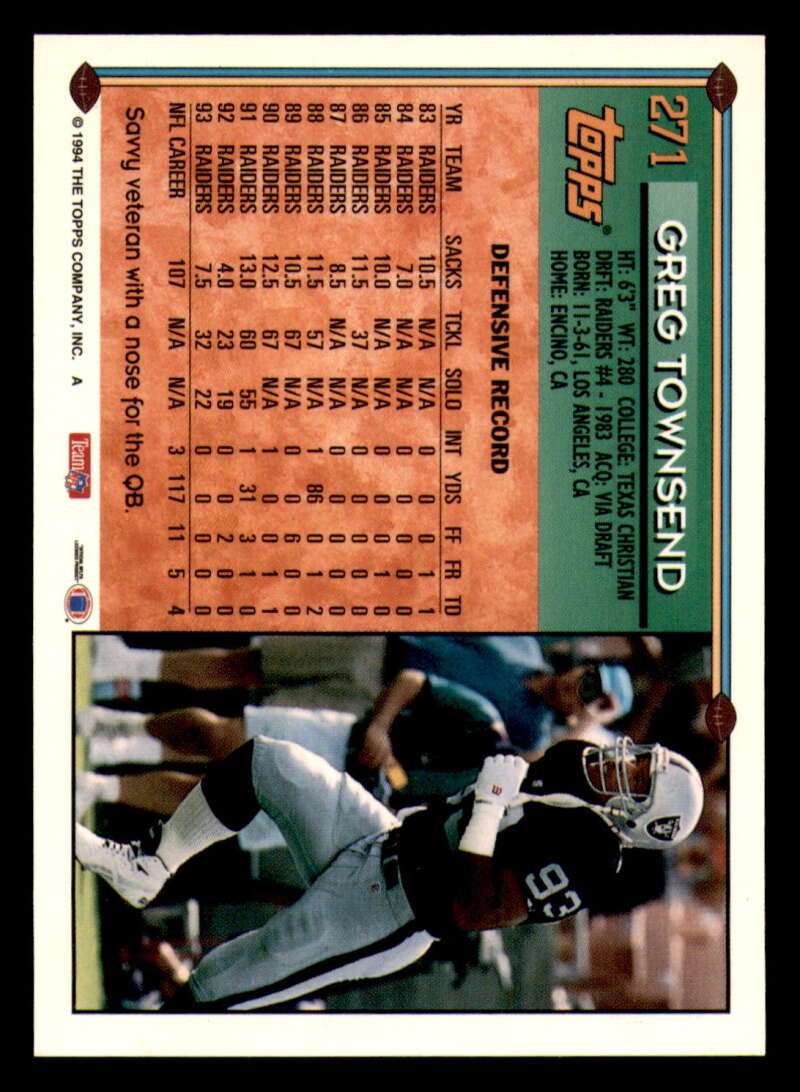 271
GREG TOWNSEND
topps®
HT: 6'3" WT: 280 COLLEGE: TEXAS CHRISTIAN
DRFT: RAIDERS #4 - 1983 ACQ: VIA DRAFT
BORN: 11-3-61, LOS ANGELES, CA
HOME: ENCINO, CA
DEFENSIVE RECORD
YR TEAM SACKS TCKL SOLO INT YDS FF FR TD
83 RAIDERS 10.5 N/A N/A 0 0 0 1 1
84 RAIDERS 7.0 N/A N/A 0 0 0 1 0
85 RAIDERS 10.0 N/A N/A 0 0 1 0 0
86 RAIDERS 11.5 37 N/A 0 0 0 0 0
87 RAIDERS 8.5 N/A N/A 0 0 0 0 0
88 RAIDERS 11.5 57 N/A 1 86 0 1 2
89 RAIDERS 10.5 67 N/A 0 0 6 0 0
90 RAIDERS 12.5 67 N/A 1 0 0 1 1
91 RAIDERS 13.0 60 55 1 31 3 1 0
92 RAIDERS 4.0 23 19 0 0 2 0 0
93 RAIDERS 7.5 32 22 0 0 0 0 0
NFL CAREER 107 N/A N/A 3 117 11 5 4
Savvy veteran with a nose for the QB.
© 1994 THE TOPPS COMPANY, INC. A
Team NFL
93